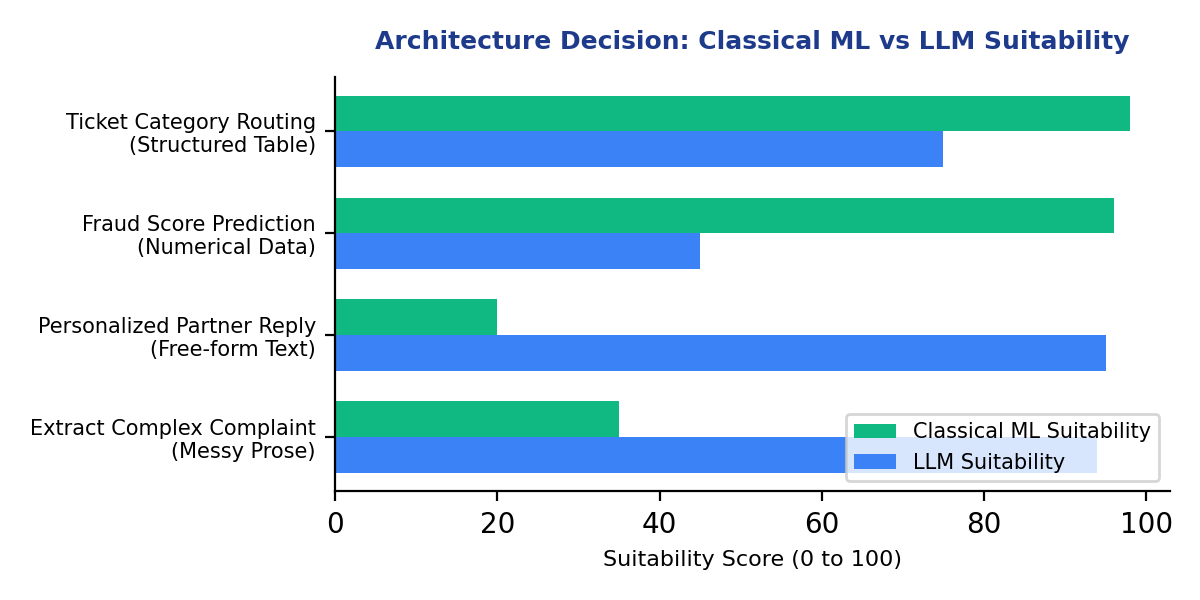 Architecture Decision: Classical ML vs LLM Suitability
Ticket Category Routing
(Structured Table)
Fraud Score Prediction
(Numerical Data)
Personalized Partner Reply
(Free-form Text)
Extract Complex Complaint
(Messy Prose)
Classical ML Suitability
LLM Suitability
0 20 40 60 80 100
Suitability Score (0 to 100)